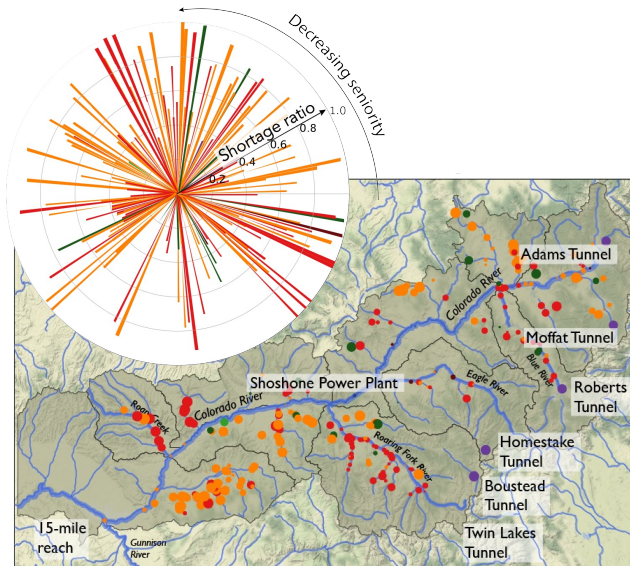 Decreasing seniority
Shortage ratio
1.0
0.8
0.6
0.4
0.2
Adams Tunnel
Colorado River
Moffat Tunnel
Blue River
Shoshone Power Plant
Eagle River
Roberts
Tunnel
Colorado River
Roan Creek
Roaring Fork River
Homestake
Tunnel
Boustead
Tunnel
15-mile
reach
Twin Lakes
Tunnel
Gunnison
River